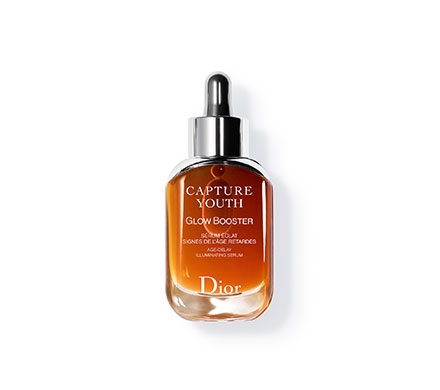 CAPTURE
YOUTH
GLOW BOOSTER
SÉRUM ÉCLAT
SIGNES DE L'ÂGE RETARDÉS
AGE-DELAY
ILLUMINATING SERUM
Dior